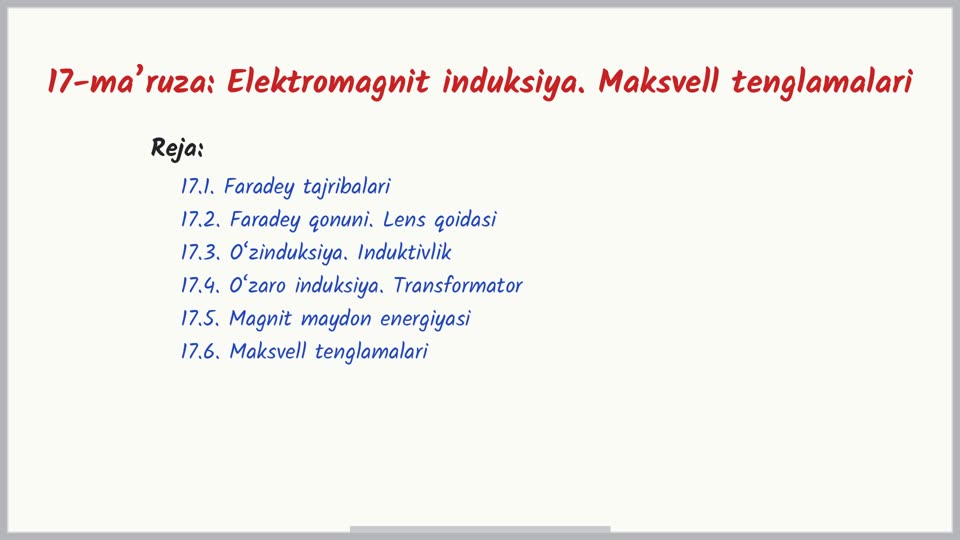 17-ma’ruza: Elektromagnit induksiya. Maksvell tenglamalari
Reja:
17.1. Faradey tajribalari
17.2. Faradey qonuni. Lens qoidasi
17.3. O‘zinduksiya. Induktivlik
17.4. O‘zaro induksiya. Transformator
17.5. Magnit maydon energiyasi
17.6. Maksvell tenglamalari